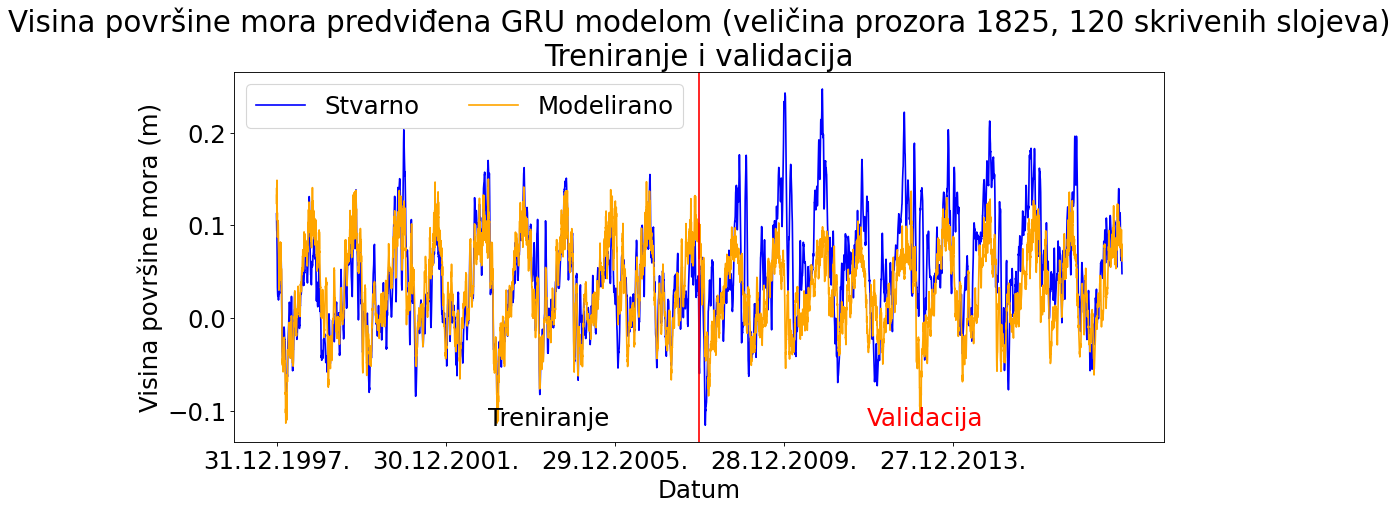 Visina površine mora predviđena GRU modelom (veličina prozora 1825, 120 skrivenih slojeva)
Treniranje i validacija
Stvarno Modelirano
Visina površine mora (m)
0.2
0.1
0.0
−0.1
Treniranje Validacija
31.12.1997. 30.12.2001. 29.12.2005. 28.12.2009. 27.12.2013.
Datum